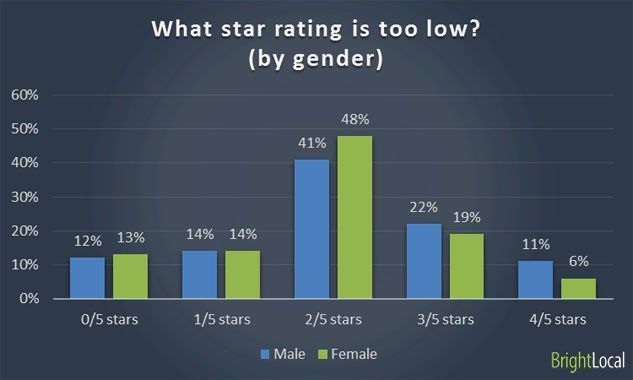 What star rating is too low?
(by gender)
60%
50%
40%
30%
20%
10%
0%
12%
13%
14%
14%
41%
48%
22%
19%
11%
6%
0/5 stars
1/5 stars
2/5 stars
3/5 stars
4/5 stars
Male
Female
BrightLocal